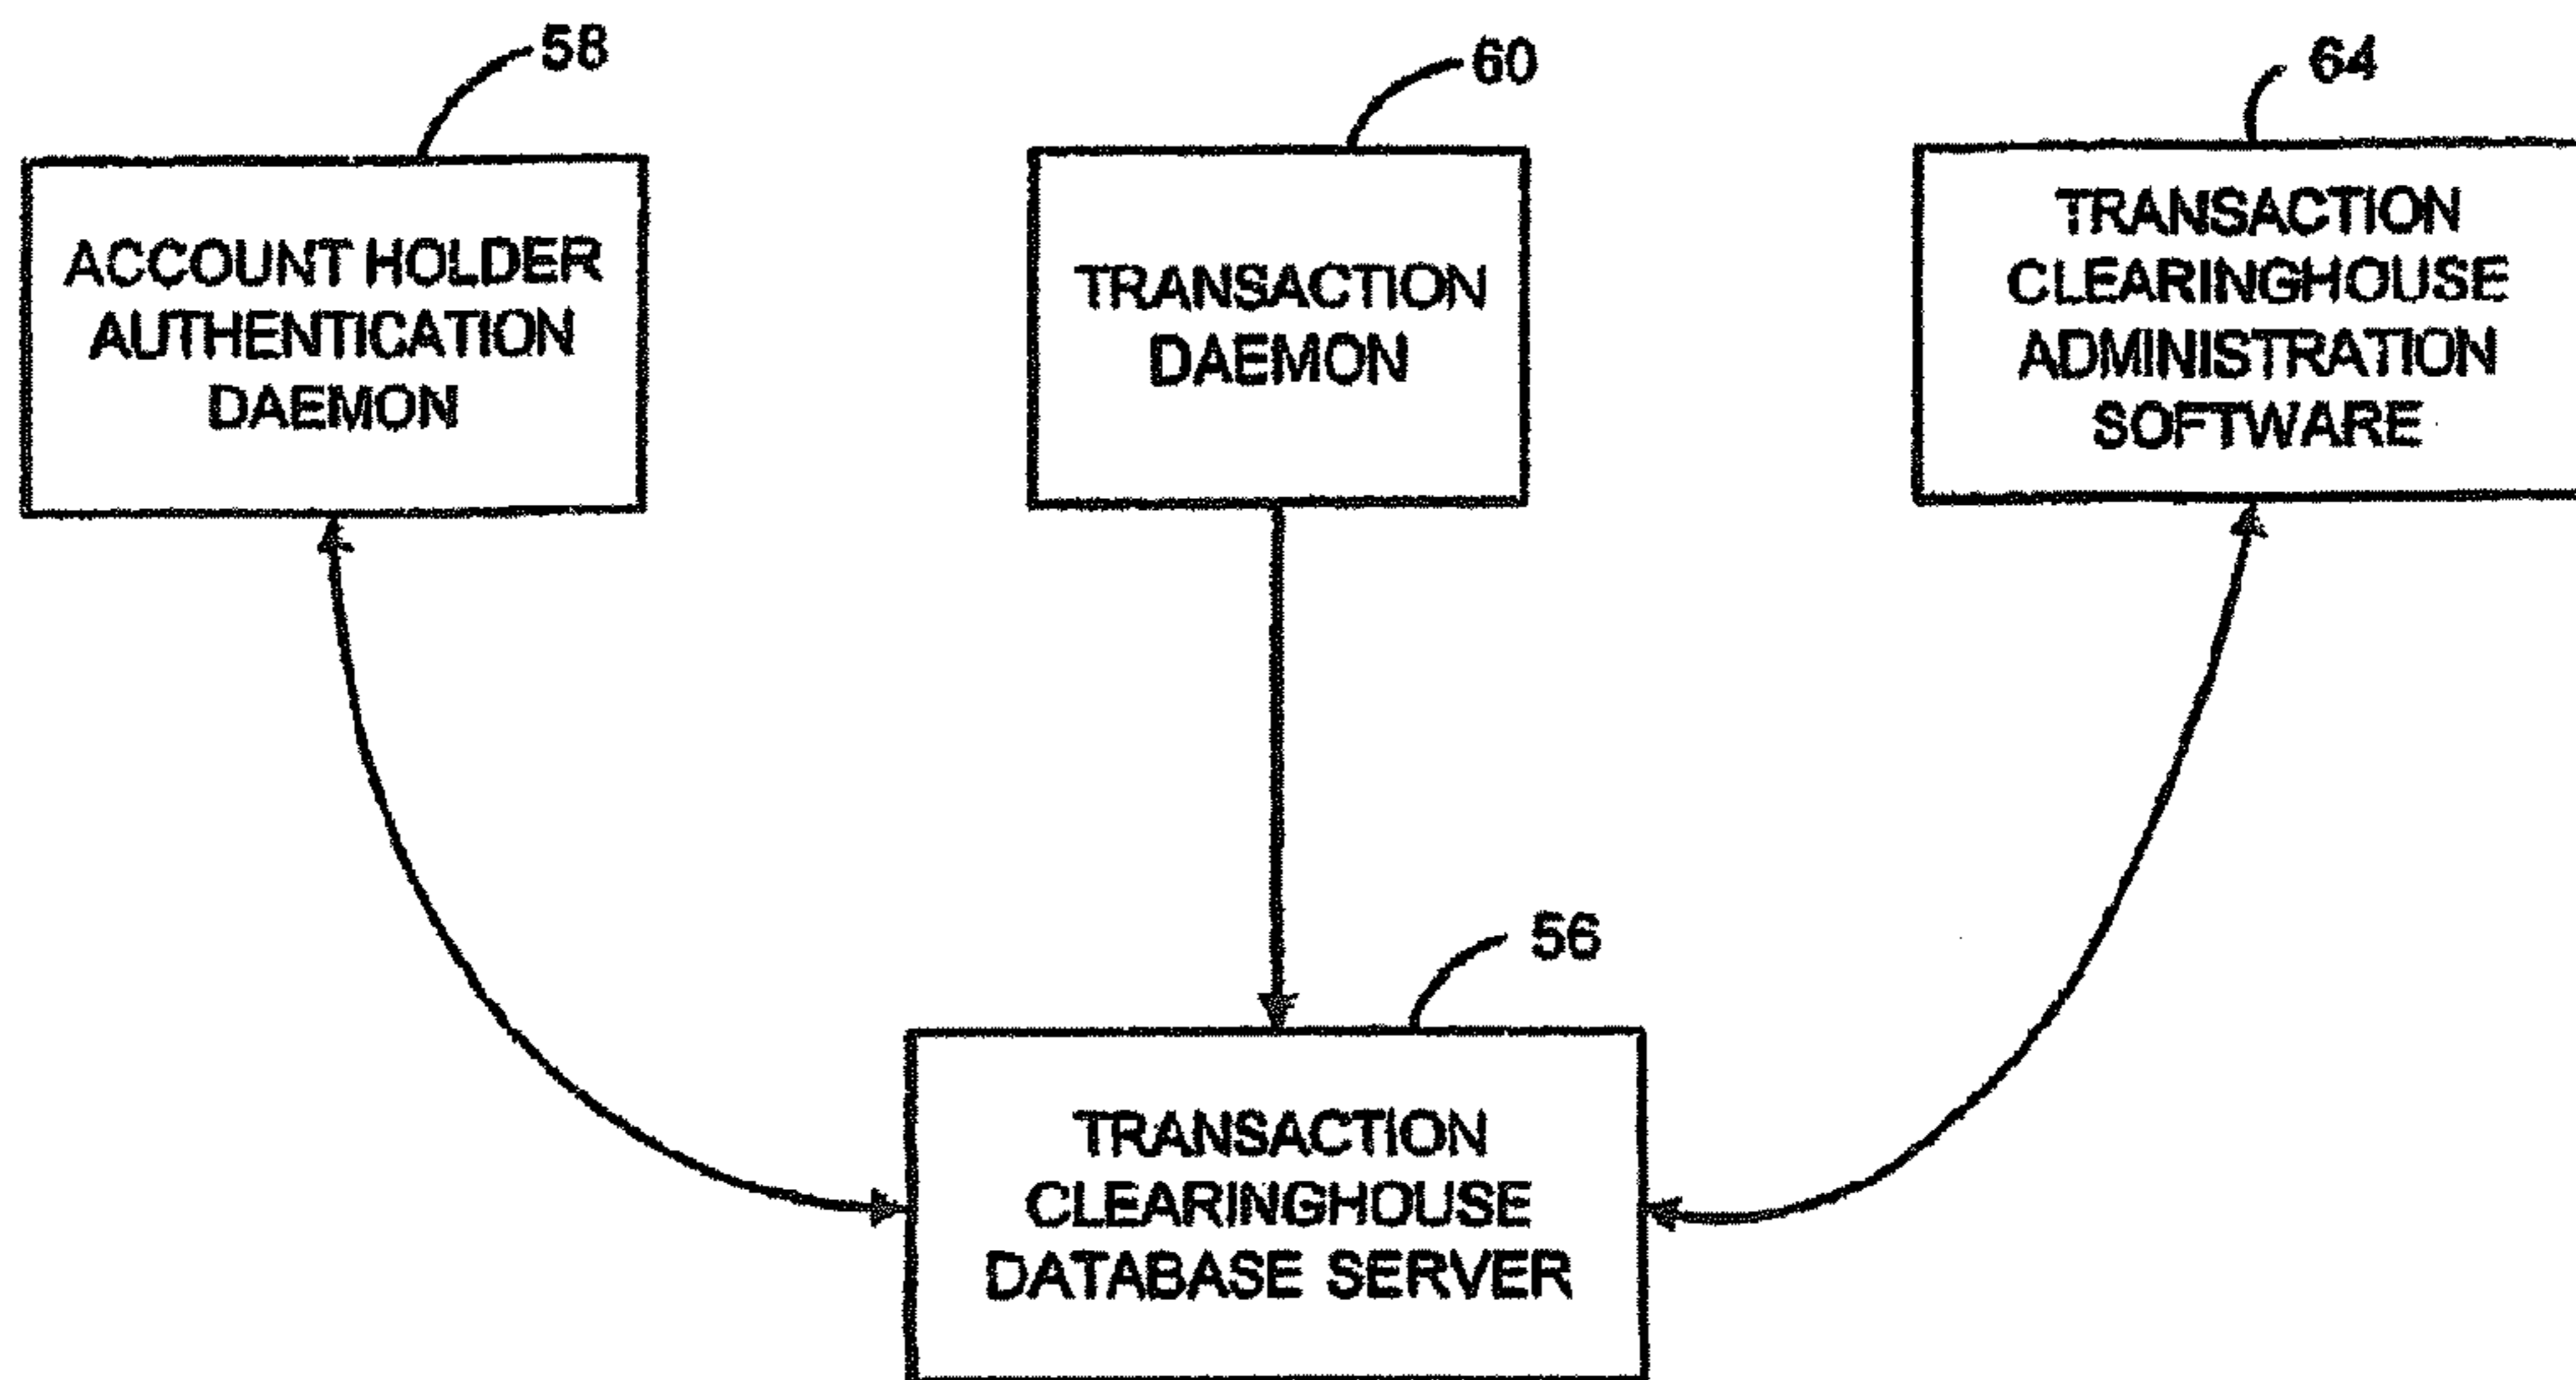 58
60
64
ACCOUNT HOLDER
AUTHENTICATION
DAEMON
TRANSACTION
DAEMON
TRANSACTION
CLEARINGHOUSE
ADMINISTRATION
SOFTWARE
56
TRANSACTION
CLEARINGHOUSE
DATABASE SERVER